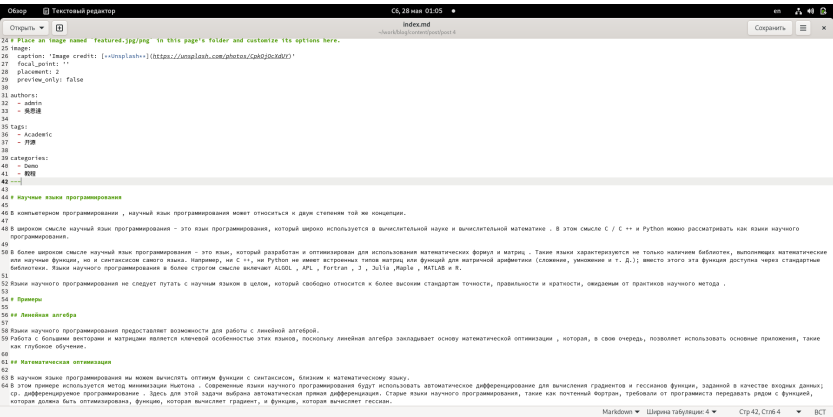 Обзор Текстовый редактор Сб, 28 мая 01:05 en
Открыть index.md Сохранить
~/work/blog/content/post/post 4
24 # Place an image named `featured.jpg/png` in this page's folder and customize its options here.
25 image:
26 caption: 'Image credit: [**Unsplash**](https://unsplash.com/photos/CpkOjOcXdUY)'
27 focal_point: ''
28 placement: 2
29 preview_only: false
30
31 authors:
32 - admin
33 - 吳恩達
34
35 tags:
36 - Academic
37 - 开源
38
39 categories:
40 - Demo
41 - 教程
42 ---
43
44 # Научные языки программирования
45
46 В компьютерном программировании , научный язык программирования может относиться к двум степеням той же концепции.
47
48 В широком смысле научный язык программирования - это язык программирования, который широко используется в вычислительной науке и вычислительной математике . В этом смысле C / C ++ и Python можно рассматривать как языки научного
программирования.
49
50 В более широком смысле научный язык программирования - это язык, который разработан и оптимизирован для использования математических формул и матриц . Такие языки характеризуются не только наличием библиотек, выполняющих математические
или научные функции, но и синтаксисом самого языка. Например, ни C ++, ни Python не имеют встроенных типов матриц или функций для матричной арифметики (сложение, умножение и т. Д.); вместо этого эта функция доступна через стандартные
библиотеки. Языки научного программирования в более строгом смысле включают ALGOL , APL , Fortran , J , Julia ,Maple , MATLAB и R.
51
52 Языки научного программирования не следует путать с научным языком в целом, который свободно относится к более высоким стандартам точности, правильности и краткости, ожидаемым от практиков научного метода .
53
54 # Примеры
55
56 ## Линейная алгебра
57
58 Языки научного программирования предоставляют возможности для работы с линейной алгеброй.
59 Работа с большими векторами и матрицами является ключевой особенностью этих языков, поскольку линейная алгебра закладывает основу математической оптимизации , которая, в свою очередь, позволяет использовать основные приложения, такие
как глубокое обучение.
60
61 ## Математическая оптимизация
62
63 В научном языке программирования мы можем вычислять оптимум функции с синтаксисом, близким к математическому языку.
64 В этом примере используется метод минимизации Ньютона . Современные языки научного программирования будут использовать автоматическое дифференцирование для вычисления градиентов и гессианов функции, заданной в качестве входных данных;
ср. дифференцируемое программирование . Здесь для этой задачи выбрана автоматическая прямая дифференциация. Старые языки научного программирования, такие как почтенный Фортран, требовали от программиста передавать рядом с функцией,
которая должна быть оптимизирована, функцию, которая вычисляет градиент, и функцию, которая вычисляет гессиан.
Markdown Ширина табуляции: 4 Стр 42, Стлб 4 ВСТ